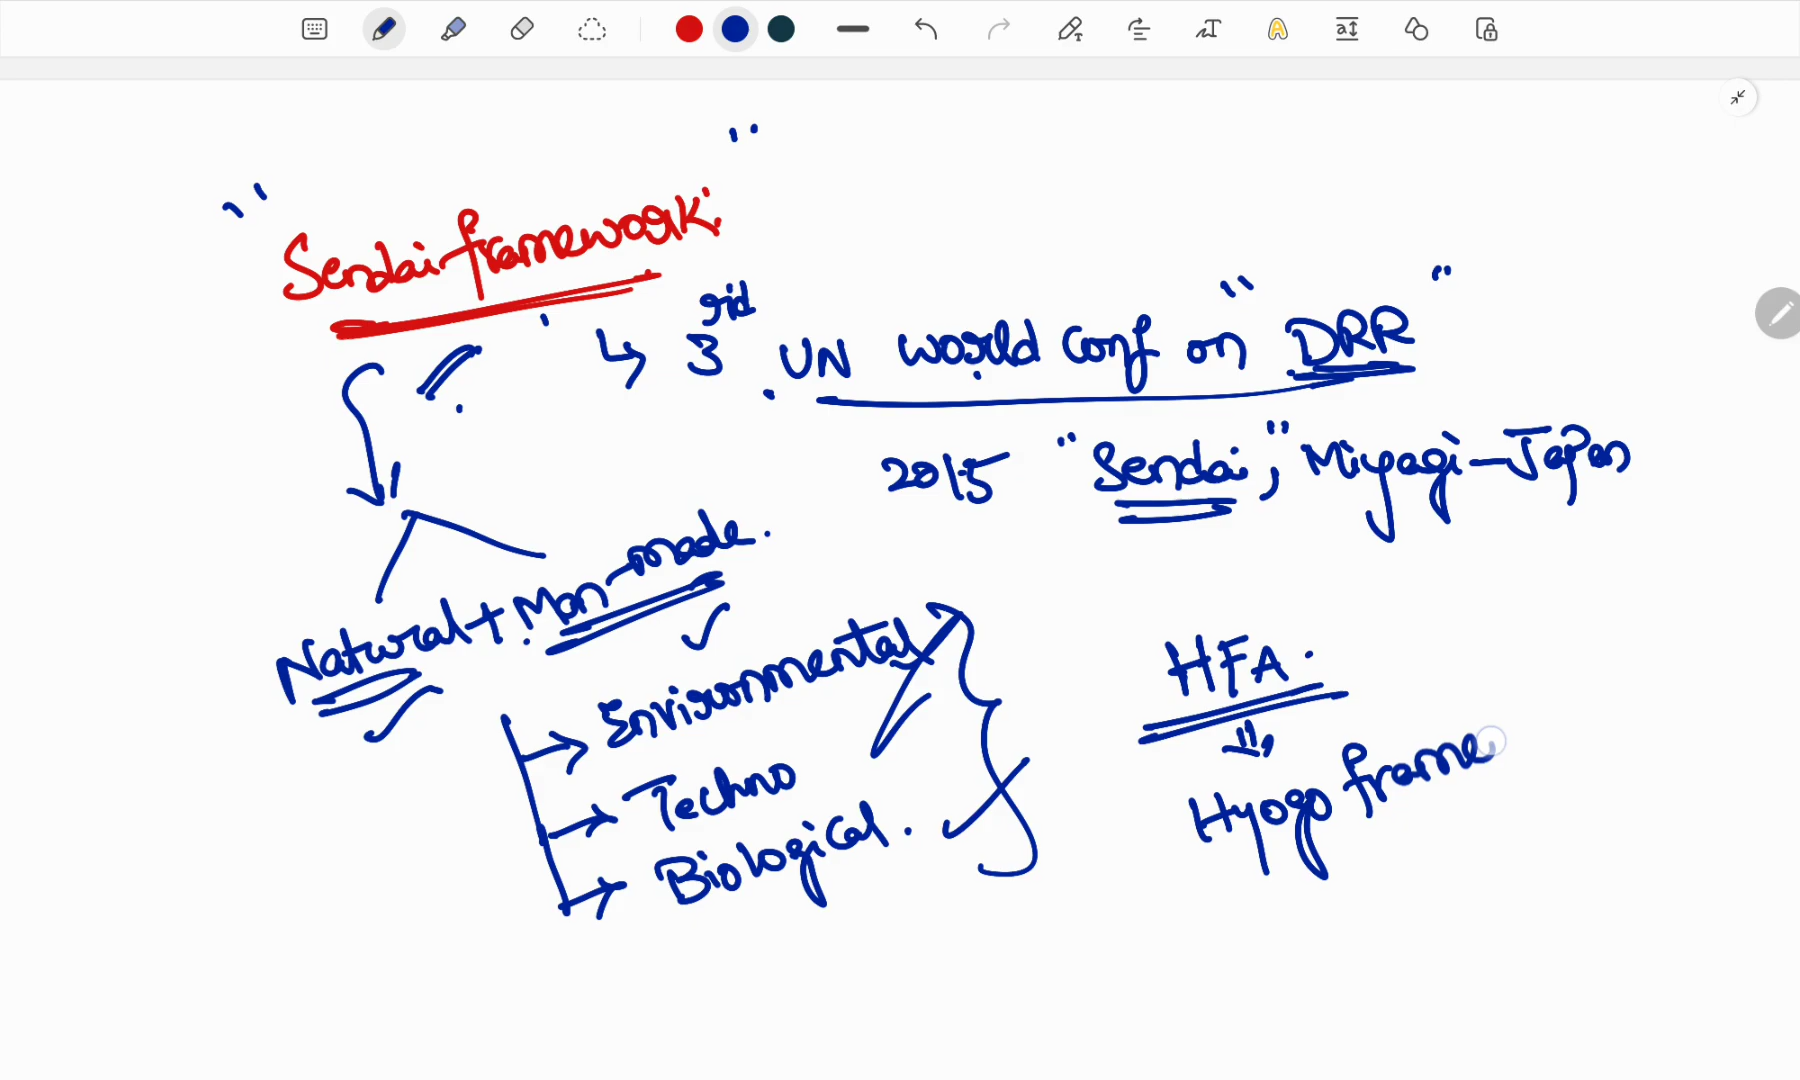 "Sendai framework."
3rd UN world Conf on "DRR"
2015 "Sendai", Miyagi-Japan
Natural + Man-made.
Environmental
Techno
Biological.
HFA.
Hyogo frame